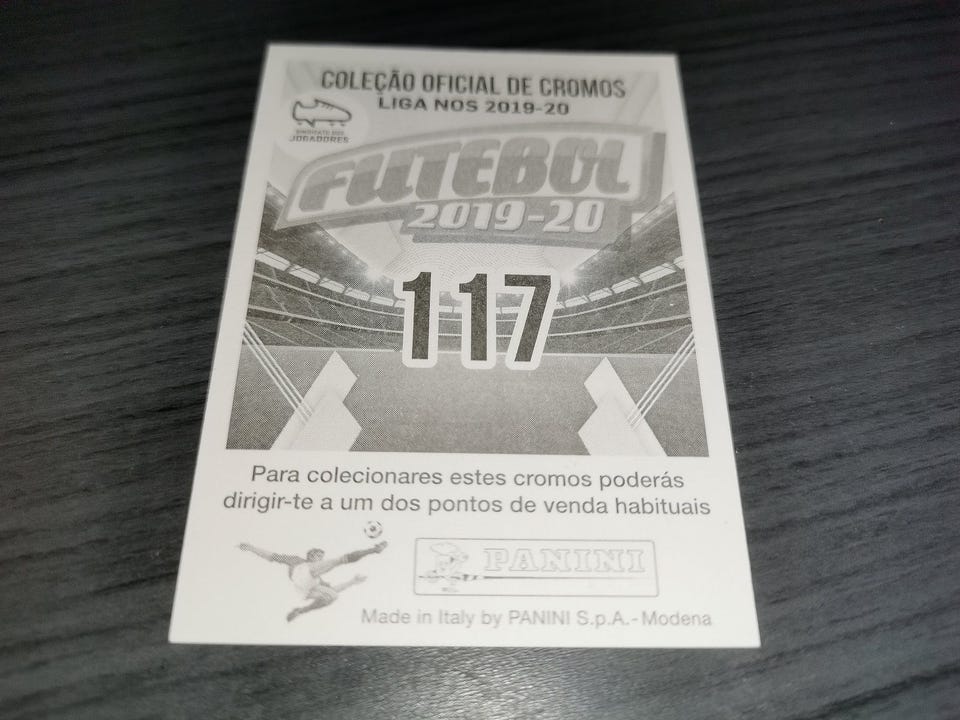 COLEÇÃO OFICIAL DE CROMOS
LIGA NOS 2019-20
SINDICATO DOS
JOGADORES
FUTEBOL
2019-20
117
Para colecionares estes cromos poderás
dirigir-te a um dos pontos de venda habituais
PANINI
Made in Italy by PANINI S.p.A.-Modena